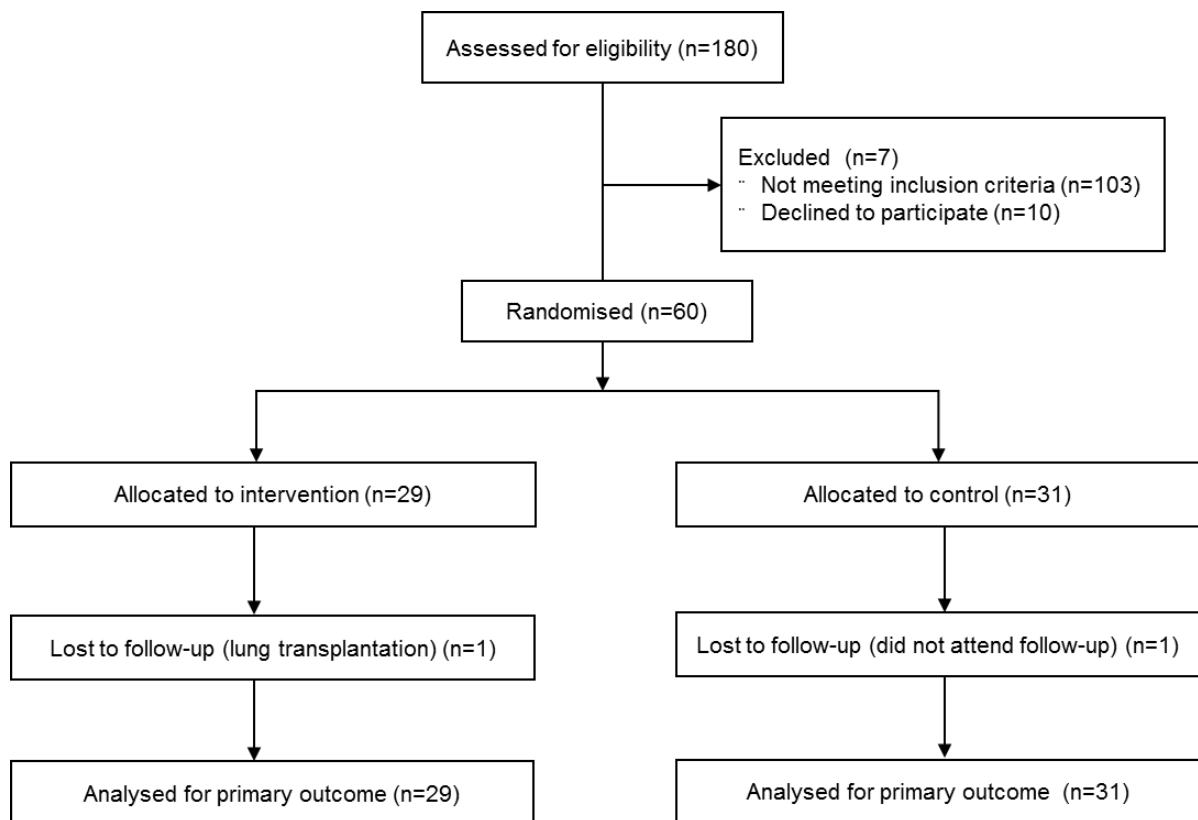 Assessed for eligibility (n=180)
Excluded (n=7)
¨ Not meeting inclusion criteria (n=103)
¨ Declined to participate (n=10)
Randomised (n=60)
Allocated to intervention (n=29)
Allocated to control (n=31)
Lost to follow-up (lung transplantation) (n=1)
Lost to follow-up (did not attend follow-up) (n=1)
Analysed for primary outcome (n=29)
Analysed for primary outcome (n=31)